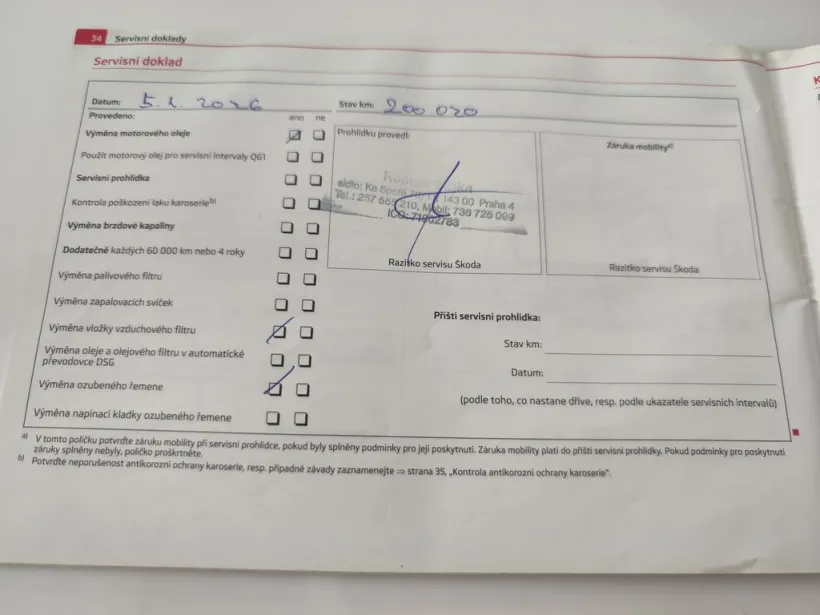 34 Servisní doklady
Servisní doklad
Datum: 5. 1. 2026 Stav km: 200 020
Provedeno: ano ne
Výměna motorového oleje
Použit motorový olej pro servisní intervaly QG1
Servisní prohlídka
Kontrola poškození laku karoserie b)
Výměna brzdové kapaliny
Dodatečně každých 60 000 km nebo 4 roky
Výměna palivového filtru
Výměna zapalovacích svíček
Výměna vložky vzduchového filtru
Výměna oleje a olejového filtru v automatické
převodovce DSG
Výměna ozubeného řemene
Výměna napínací kladky ozubeného řemene
Prohlídku provedl:
sídlo: Ke 143 00 Praha 4
Tel.: 257 210, Mobil: 736 725 099
IČO:
Razítko servisu Škoda
Záruka mobility a)
Razítko servisu Škoda
Příští servisní prohlídka:
Stav km:
Datum:
(podle toho, co nastane dříve, resp. podle ukazatele servisních intervalů)
a) V tomto políčku potvrďte záruku mobility při servisní prohlídce, pokud byly splněny podmínky pro její poskytnutí. Záruka mobility platí do příští servisní prohlídky. Pokud podmínky pro poskytnutí
záruky splněny nebyly, políčko proškrtněte.
b) Potvrďte neporušenost antikorozní ochrany karoserie, resp. případné závady zaznamenejte ⇒ strana 35, „Kontrola antikorozní ochrany karoserie“.